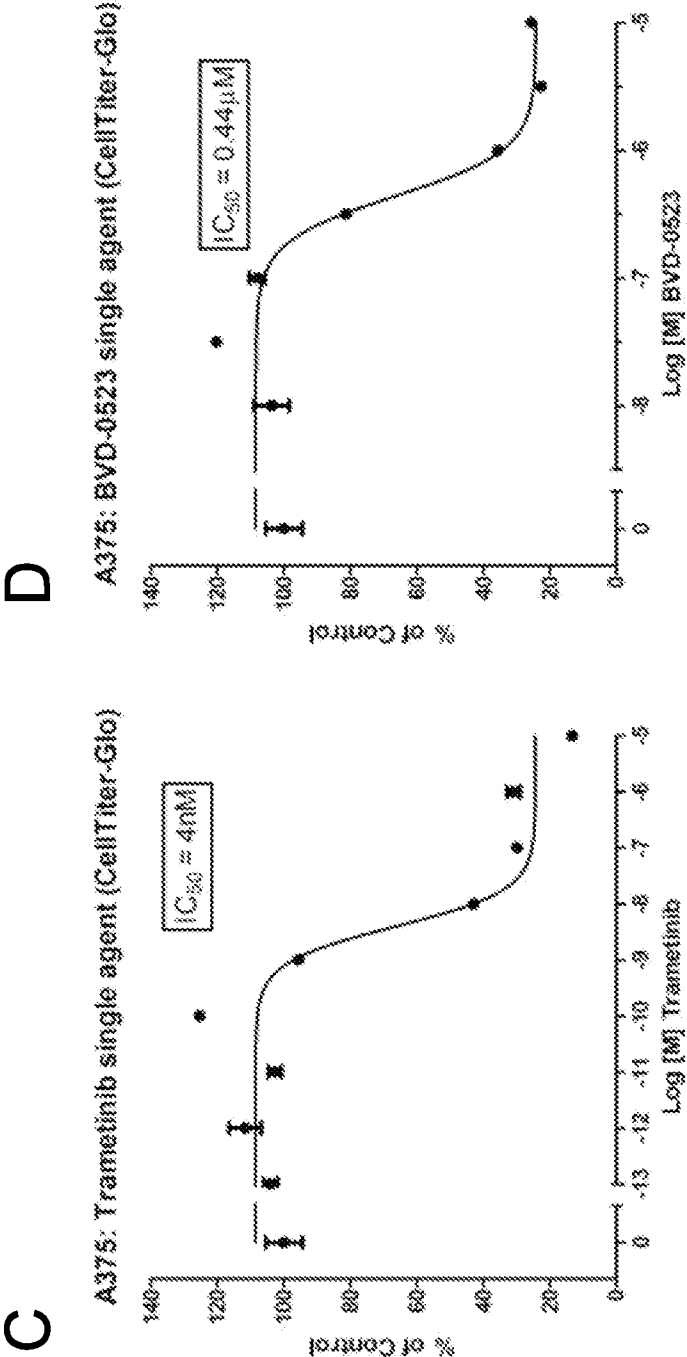 C
A375: Trametinib single agent (CellTiter-Glo)
IC50 = 4nM
% of Control
140
120
100
80
60
40
20
0
0 -13 -12 -11 -10 -9 -8 -7 -6 -5
Log [M] Trametinib
D
A375: BVD-0523 single agent (CellTiter-Glo)
IC50 = 0.44µM
% of Control
140
120
100
80
60
40
20
0
0 -8 -7 -6 -5
Log [M] BVD-0523